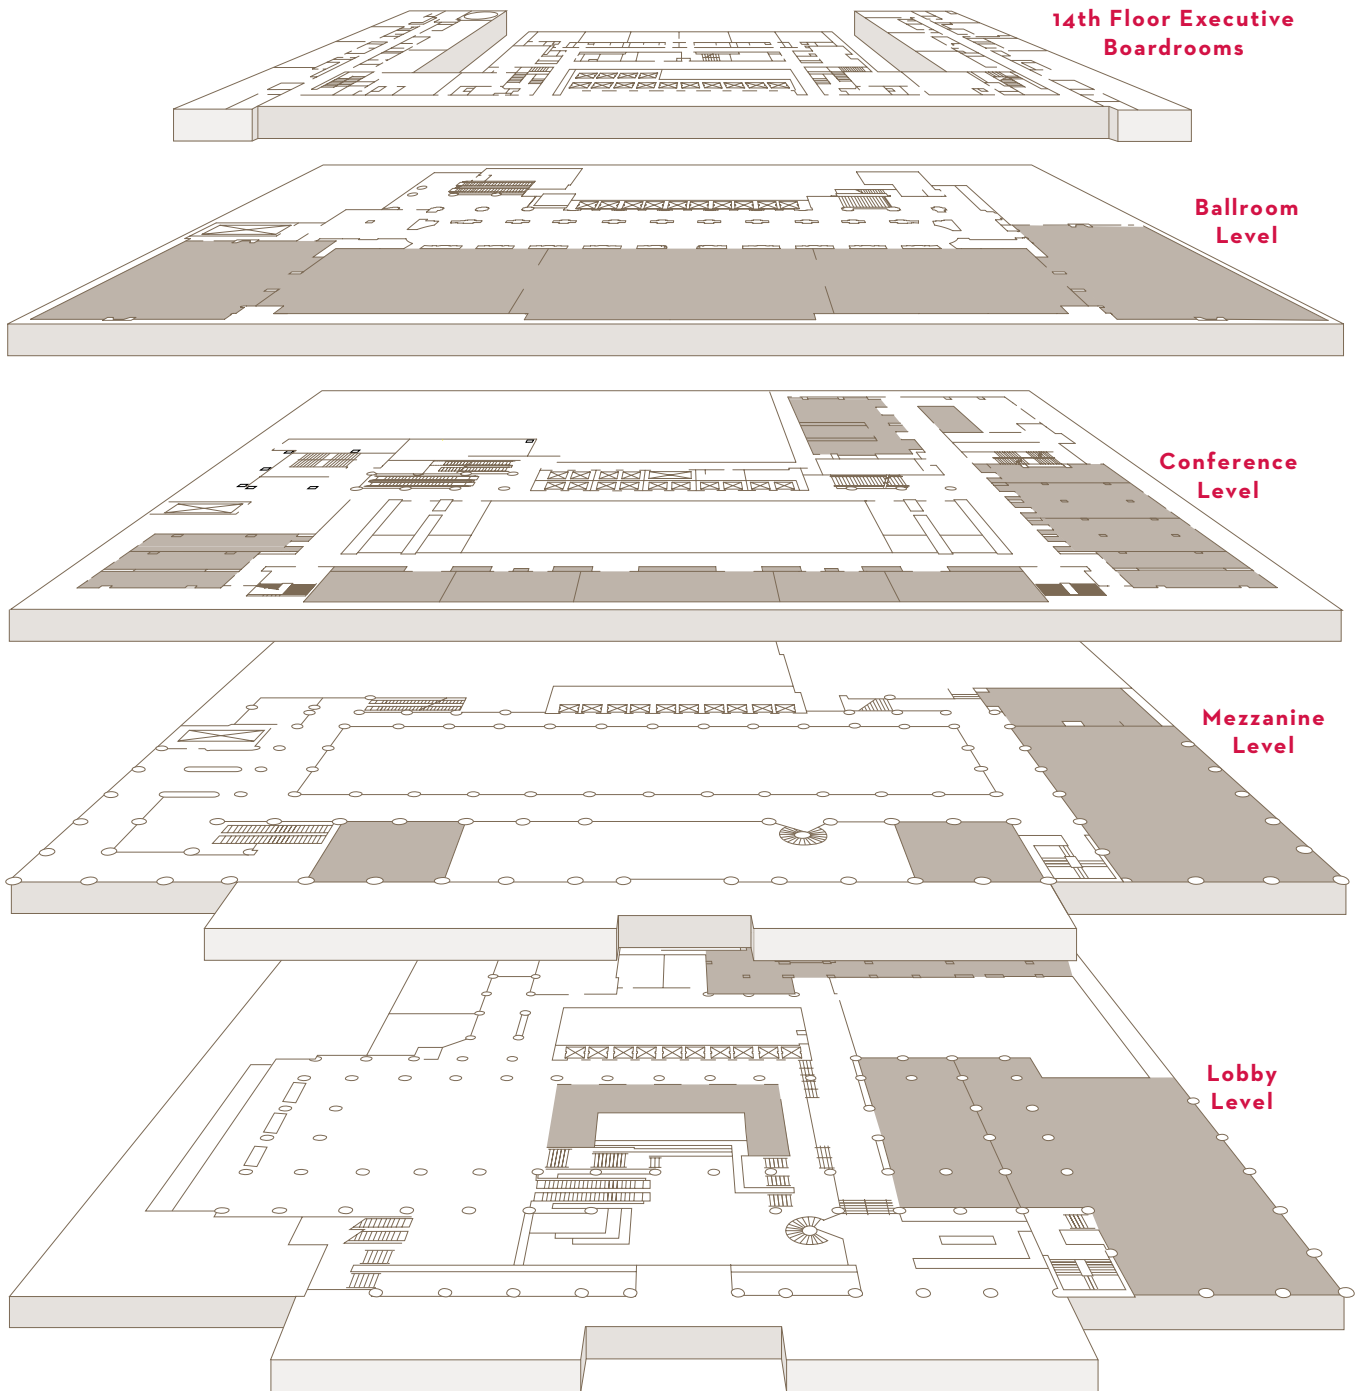 14th Floor Executive
Boardrooms
Ballroom
Level
Conference
Level
Mezzanine
Level
Lobby
Level